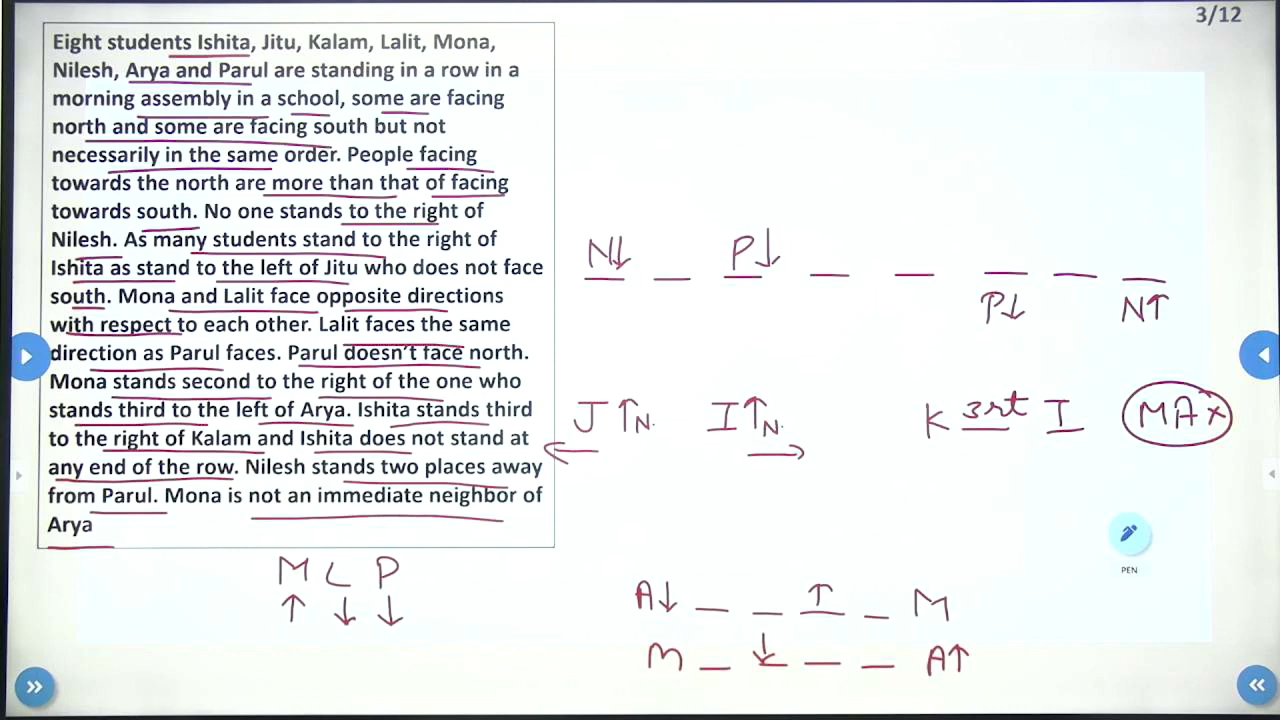 3/12
Eight students Ishita, Jitu, Kalam, Lalit, Mona,
Nilesh, Arya and Parul are standing in a row in a
morning assembly in a school, some are facing
north and some are facing south but not
necessarily in the same order. People facing
towards the north are more than that of facing
towards south. No one stands to the right of
Nilesh. As many students stand to the right of
Ishita as stand to the left of Jitu who does not face
south. Mona and Lalit face opposite directions
with respect to each other. Lalit faces the same
direction as Parul faces. Parul doesn't face north.
Mona stands second to the right of the one who
stands third to the left of Arya. Ishita stands third
to the right of Kalam and Ishita does not stand at
any end of the row. Nilesh stands two places away
from Parul. Mona is not an immediate neighbor of
Arya
N↓ _ P↓ _ _ _ _ _
P↓ N↑
J↑N. I↑N. K 3rt I MAX
M L P
↑ ↓ ↓
A↓ _ _ ↑ _ M
M _ ↓ _ _ A↑
PEN